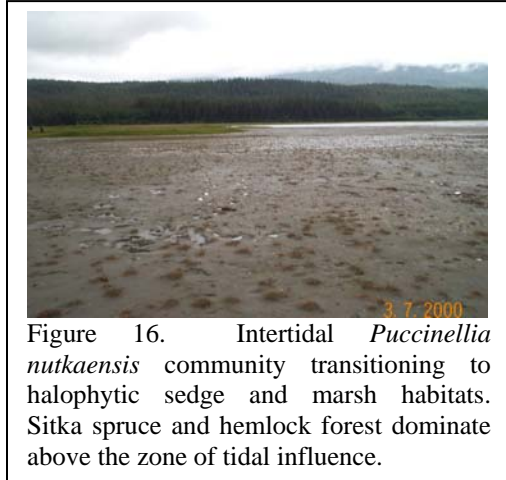 3. 7. 2000
Figure 16. Intertidal Puccinellia
nutkaensis community transitioning to
halophytic sedge and marsh habitats.
Sitka spruce and hemlock forest dominate
above the zone of tidal influence.